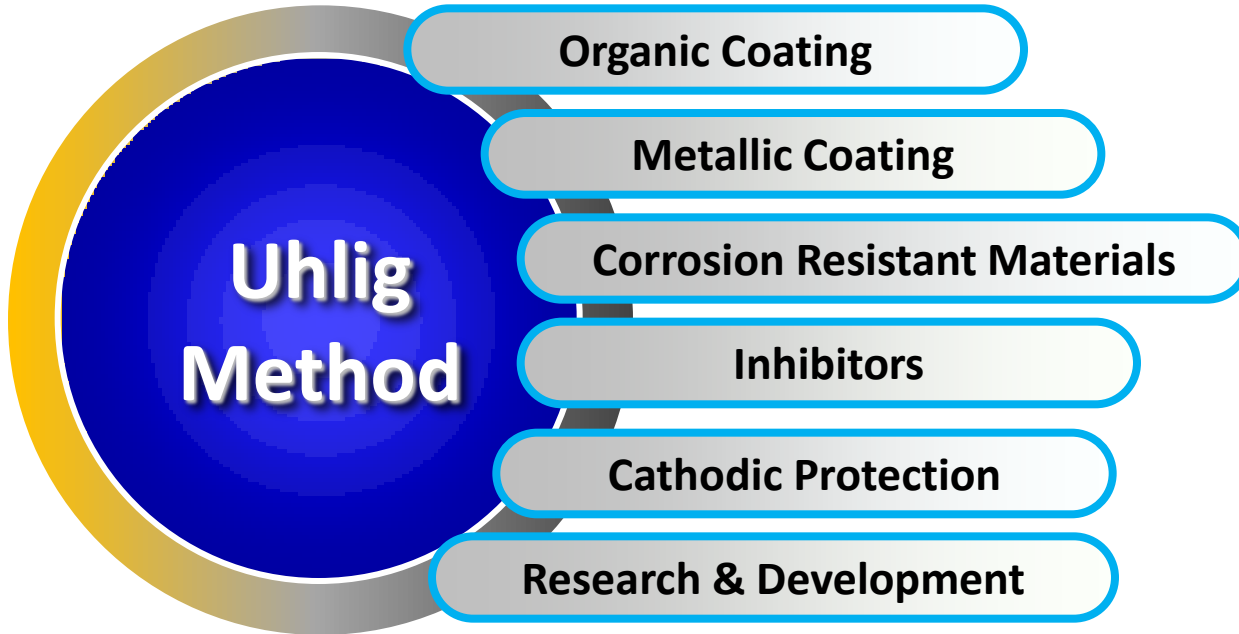 Organic Coating
Metallic Coating
Uhlig
Method
Corrosion Resistant Materials
Inhibitors
Cathodic Protection
Research & Development